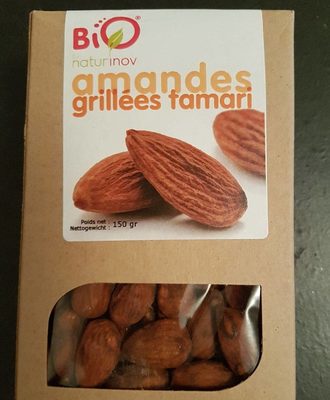 BiO
naturinov
amandes
grillées tamari
Poids net :
Nettogewicht : 150 gr